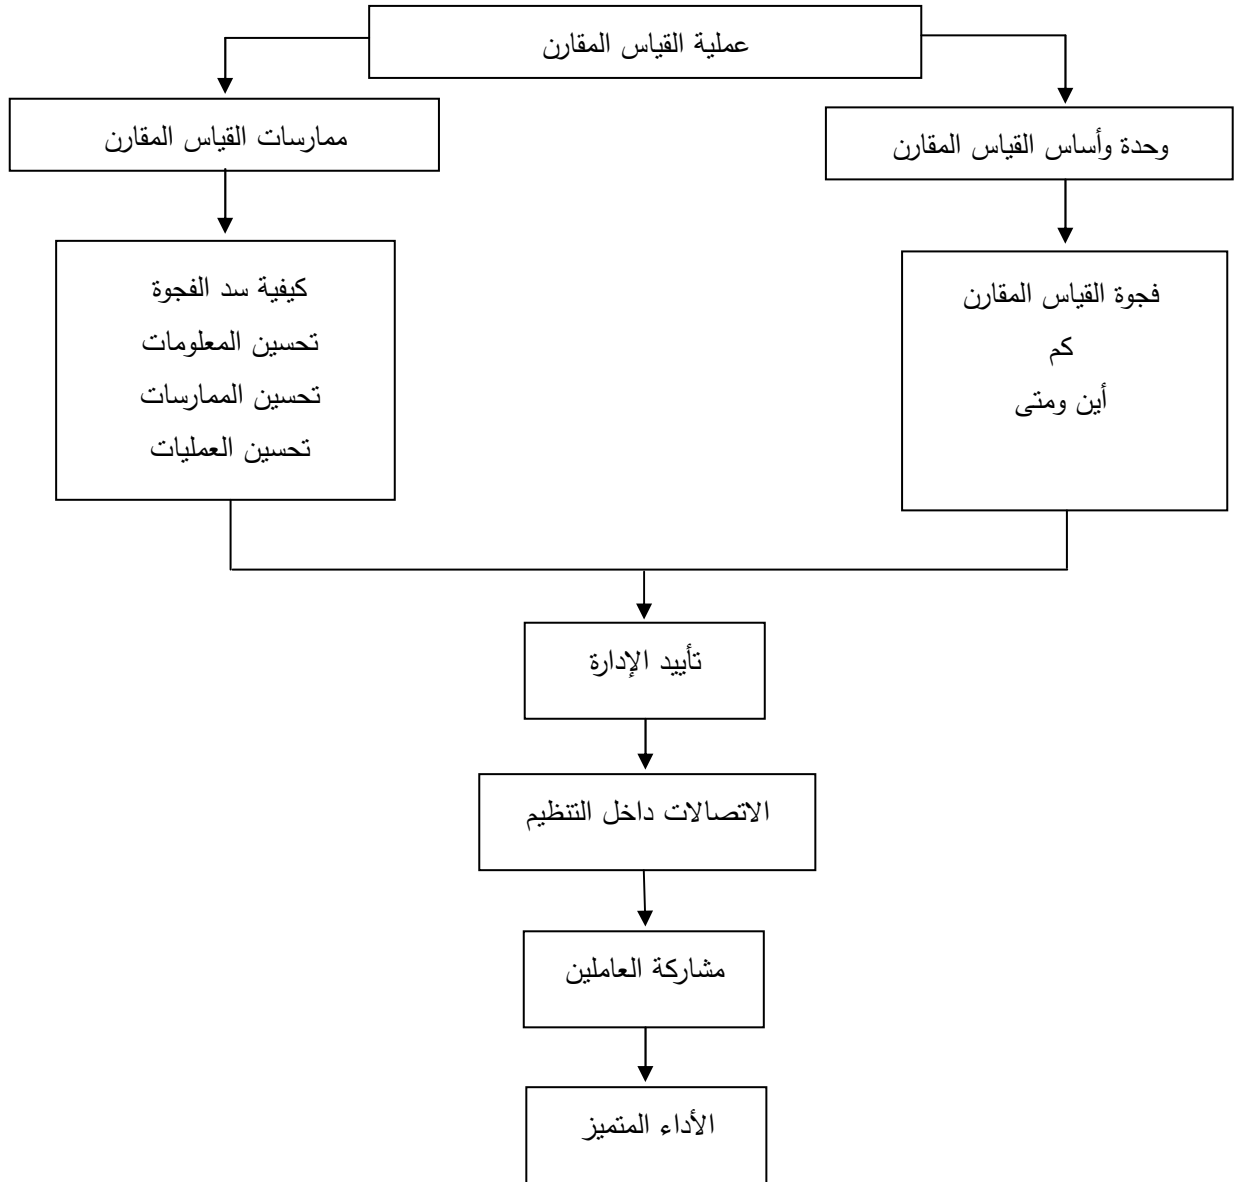 عملية القياس المقارن
وحدة وأساس القياس المقارن
ممارسات القياس المقارن
فجوة القياس المقارن
كم
أين ومتى
كيفية سد الفجوة
تحسين المعلومات
تحسين الممارسات
تحسين العمليات
تأييد الإدارة
الاتصالات داخل التنظيم
مشاركة العاملين
الأداء المتميز